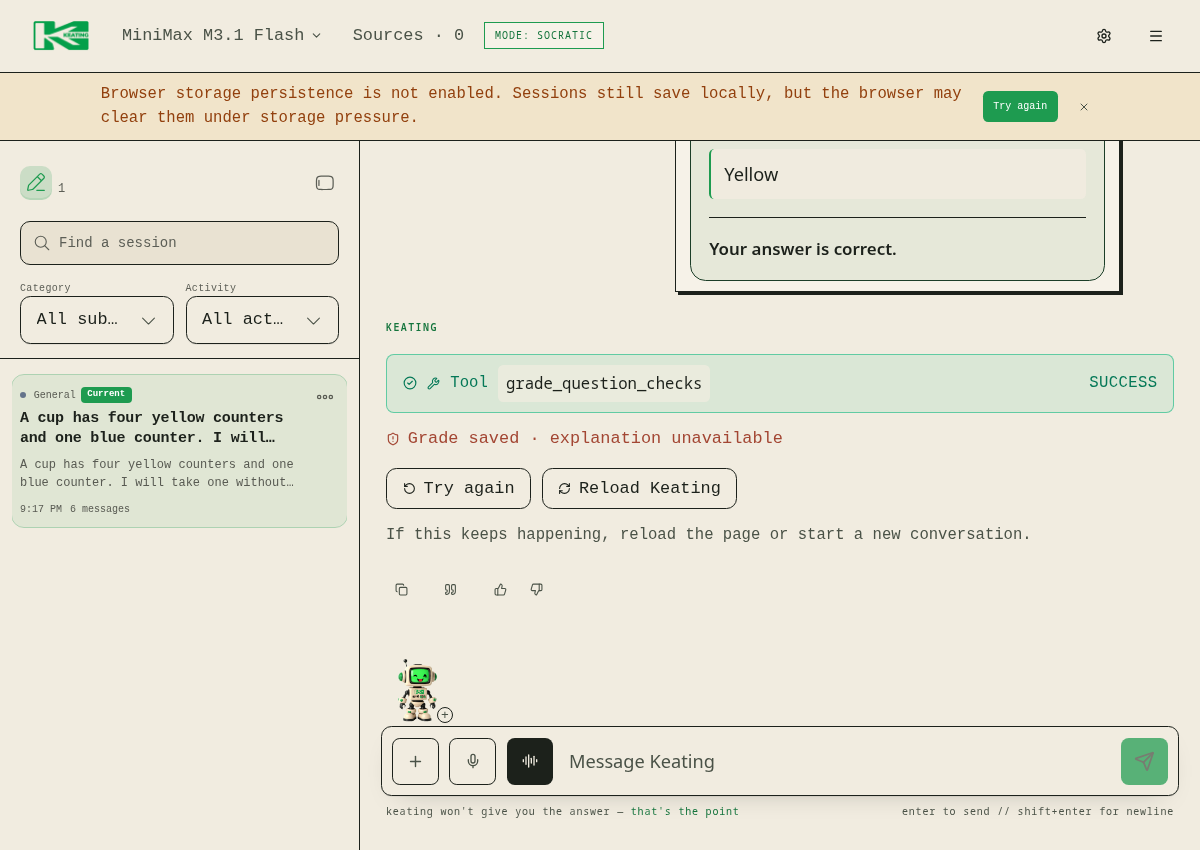 KEATING
MiniMax M3.1 Flash
Sources · 0
MODE: SOCRATIC
Browser storage persistence is not enabled. Sessions still save locally, but the browser may
clear them under storage pressure.
Try again
1
Find a session
Category
Activity
All sub…
All act…
General
Current
A cup has four yellow counters
and one blue counter. I will…
A cup has four yellow counters and one
blue counter. I will take one without…
9:17 PM 6 messages
Yellow
Your answer is correct.
KEATING
Tool grade_question_checks
SUCCESS
Grade saved · explanation unavailable
Try again
Reload Keating
If this keeps happening, reload the page or start a new conversation.
Message Keating
keating won't give you the answer — that's the point
enter to send // shift+enter for newline